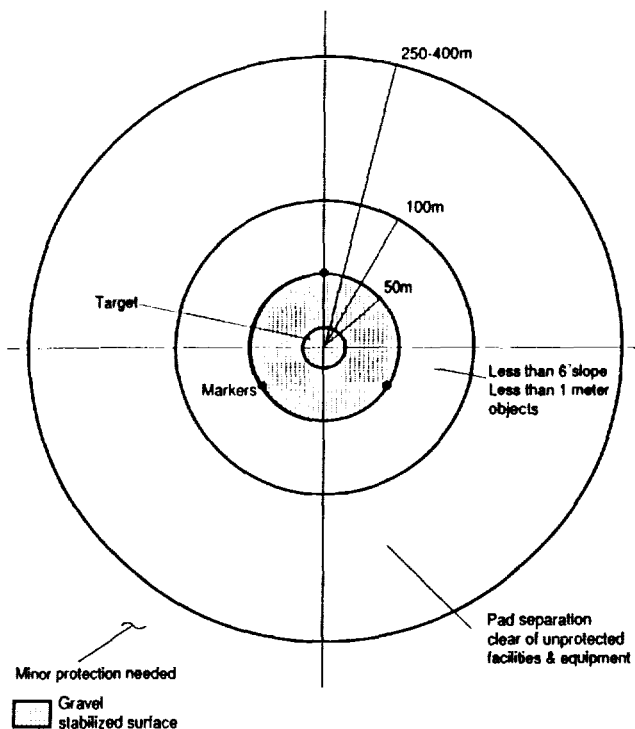 250-400m
100m
50m
Target
Markers
Less than 6°slope
Less than 1 meter
objects
Pad separation
clear of unprotected
facilities & equipment
Minor protection needed
Gravel
stabilized surface